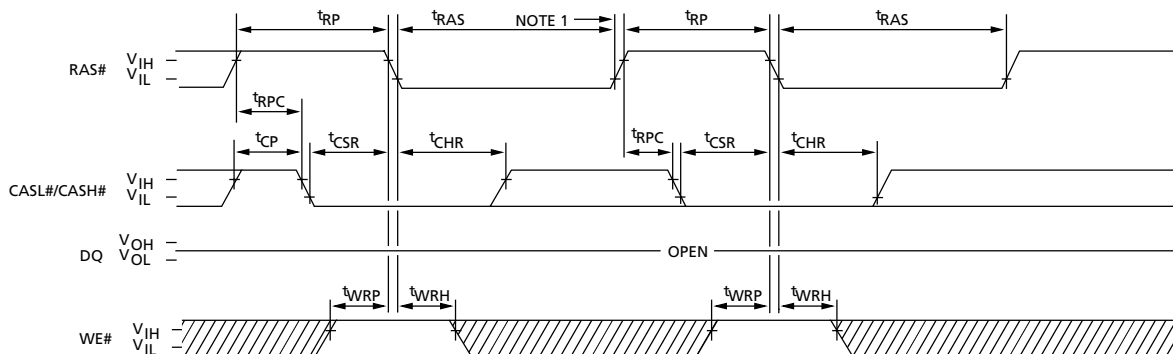 tRP tRAS NOTE 1 tRP tRAS
RAS# VIH
VIL
tRPC
tCP tCSR tCHR tRPC tCSR tCHR
CASL#/CASH# VIH
VIL
DQ VOH
VOL OPEN
tWRP tWRH tWRP tWRH
WE# VIH
VIL